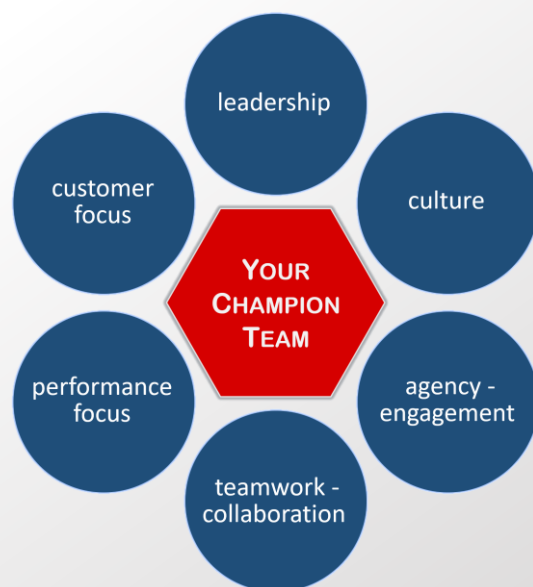 leadership
customer
focus
culture
YOUR
CHAMPION
TEAM
performance
focus
agency -
engagement
teamwork -
collaboration